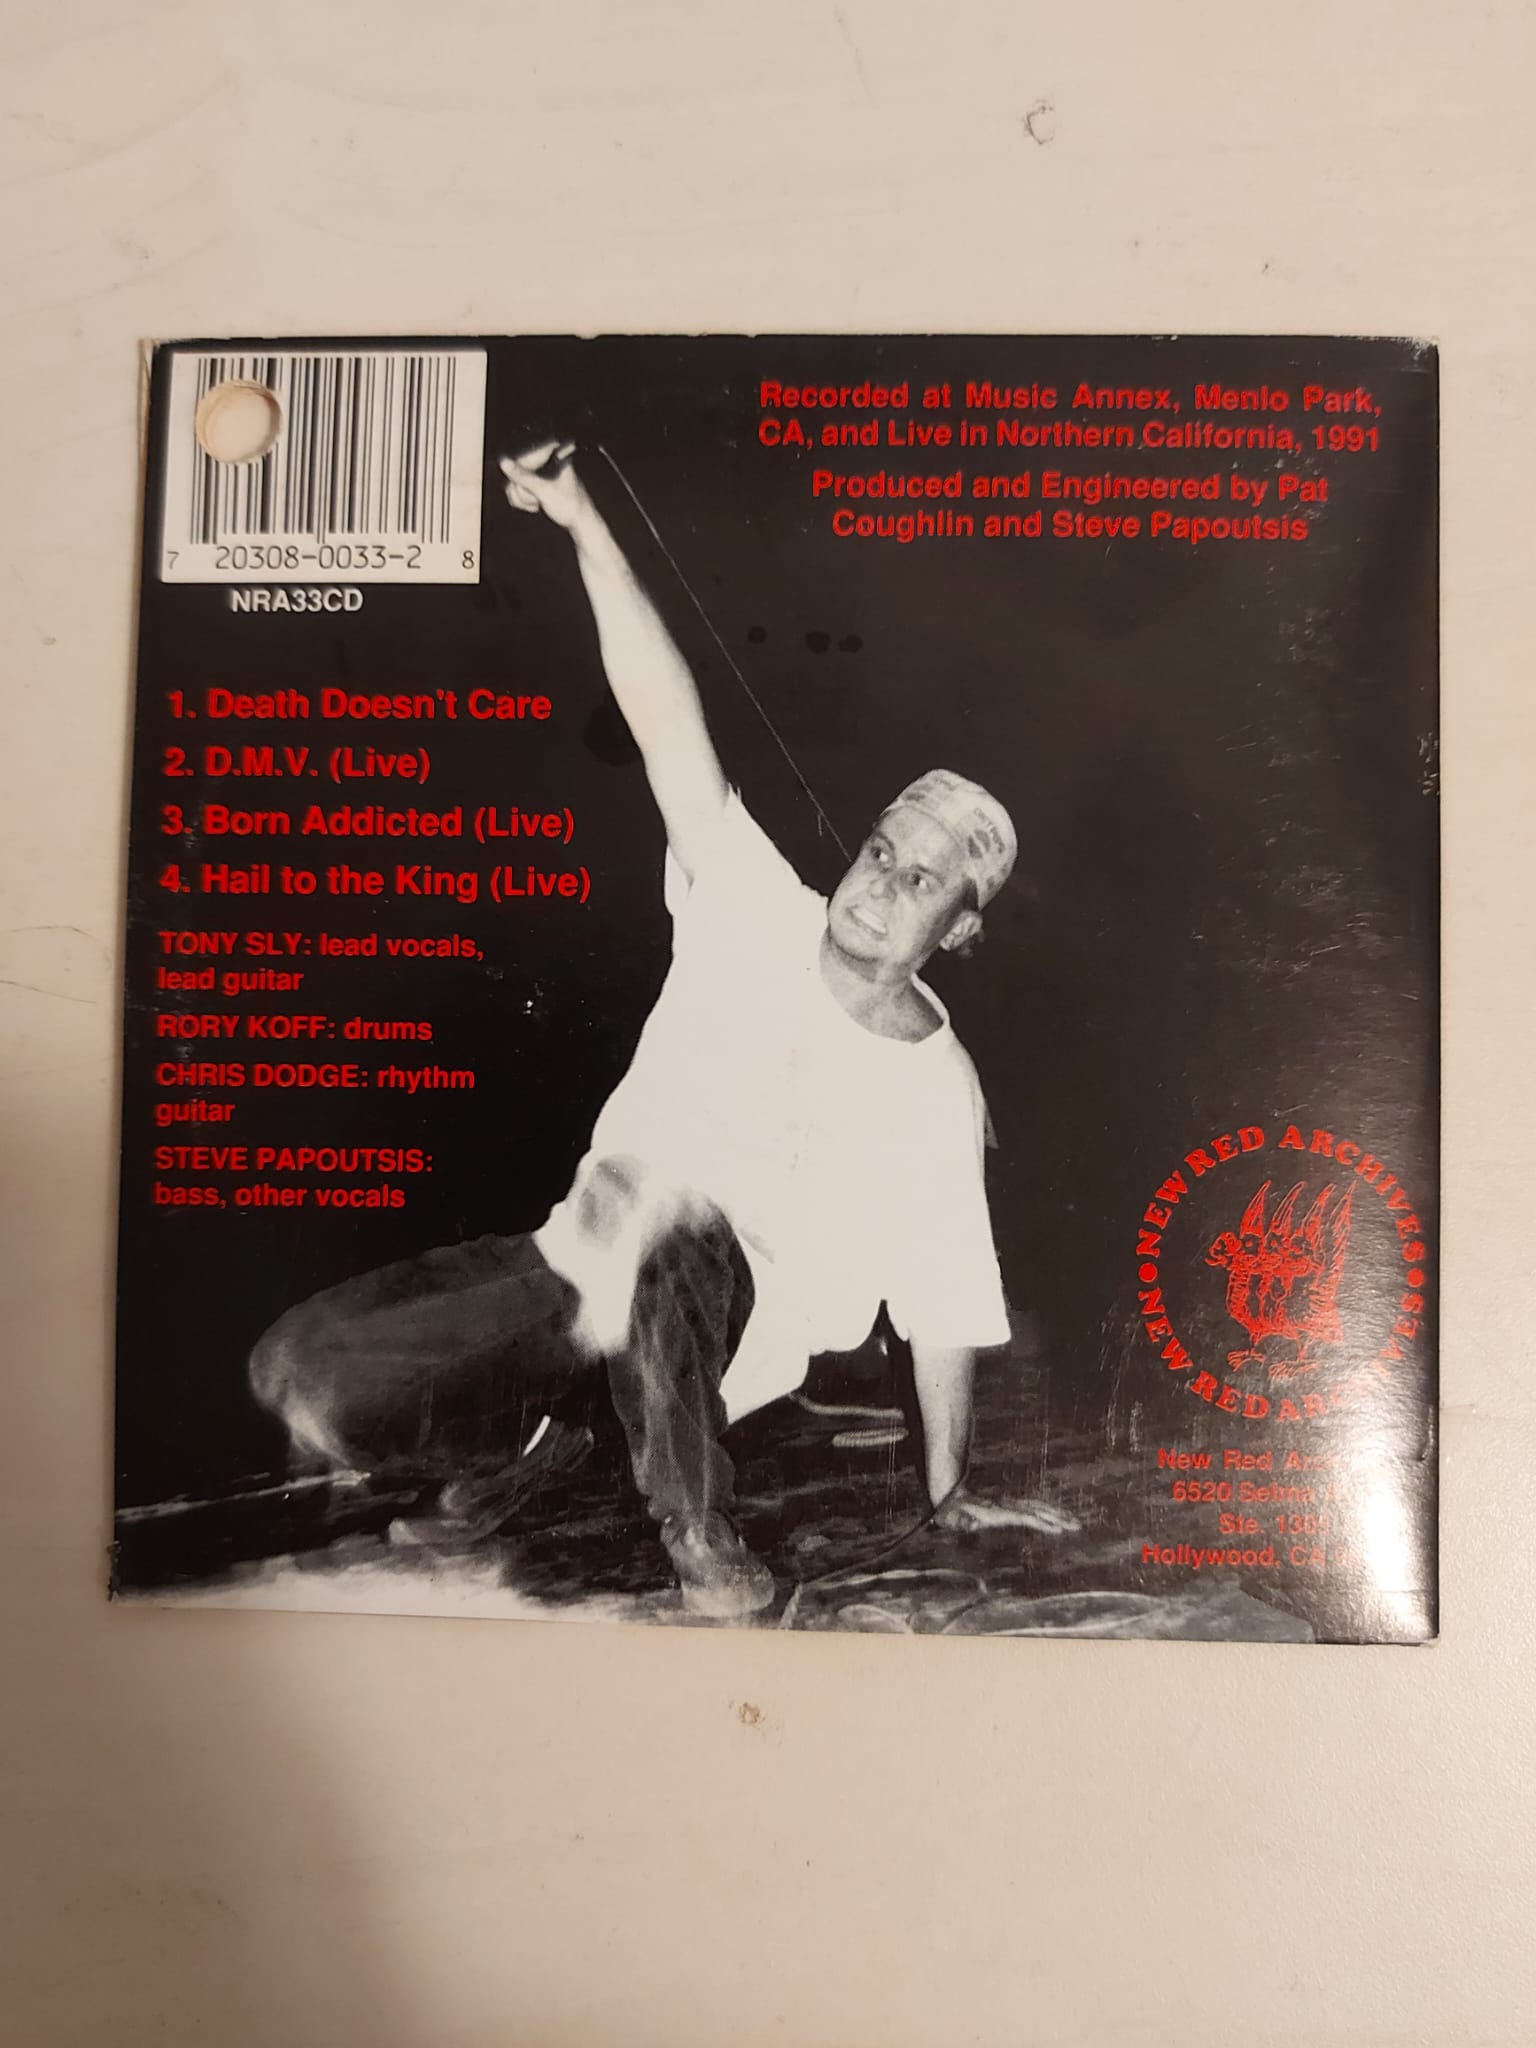 7 20308-0033-2 8
NRA33CD
Recorded at Music Annex, Menlo Park,
CA, and Live in Northern California, 1991
Produced and Engineered by Pat
Coughlin and Steve Papoutsis
1. Death Doesn't Care
2. D.M.V. (Live)
3. Born Addicted (Live)
4. Hail to the King (Live)
TONY SLY: lead vocals,
lead guitar
RORY KOFF: drums
CHRIS DODGE: rhythm
guitar
STEVE PAPOUTSIS:
bass, other vocals
NEW RED ARCHIVES • NEW RED ARCHIVES •
New Red
6520 Selma
Ste.
Hollywood, CA